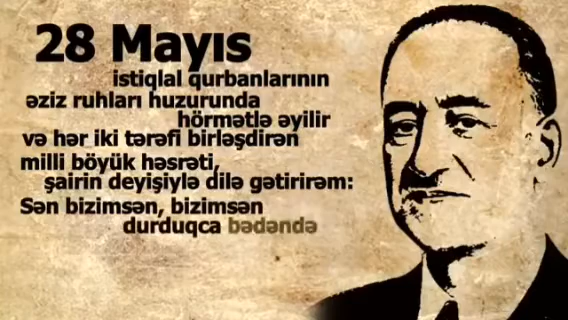 28 Mayıs
istiqlal qurbanlarının
əziz ruhları huzurunda
hörmətlə əyilir
və hər iki tərəfi birləşdirən
milli böyük həsrəti,
şairin deyişiylə dilə gətirirəm:
Sən bizimsən, bizimsən
durduqca bədəndə